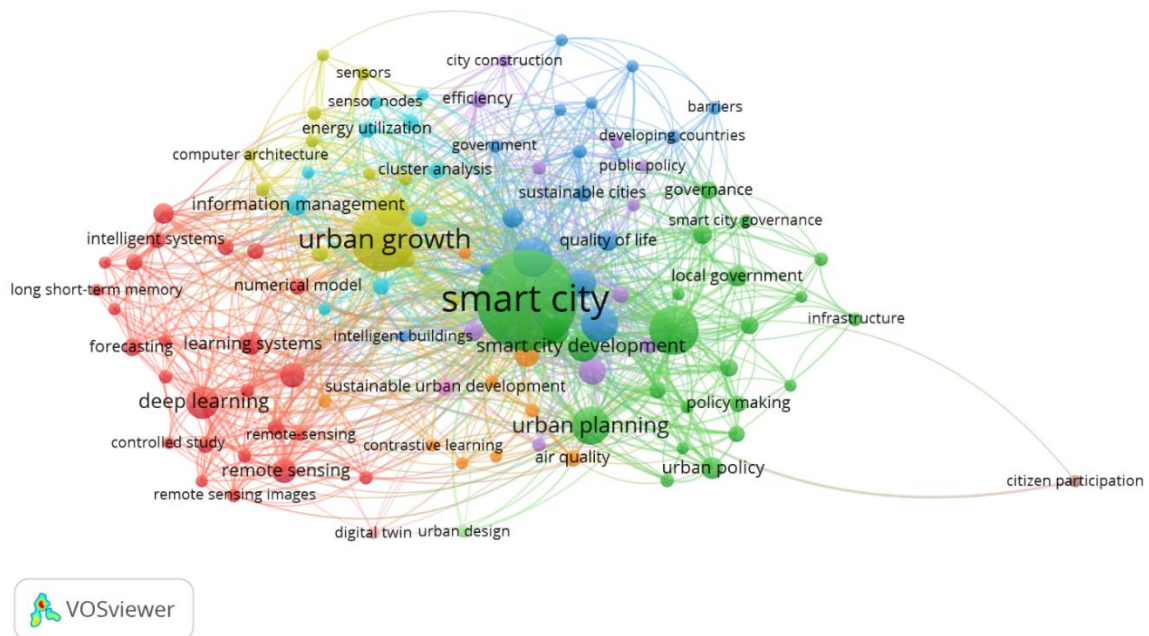 sensors
city construction
sensor nodes
efficiency
barriers
energy utilization
developing countries
government
computer architecture
cluster analysis
public policy
sustainable cities
governance
information management
smart city governance
intelligent systems
urban growth
quality of life
local government
numerical model
long short-term memory
smart city
infrastructure
intelligent buildings
forecasting
learning systems
smart city development
sustainable urban development
deep learning
policy making
urban planning
controlled study
remote-sensing
contrastive learning
air quality
remote sensing
urban policy
citizen participation
remote sensing images
digital twin
urban design
VOSviewer